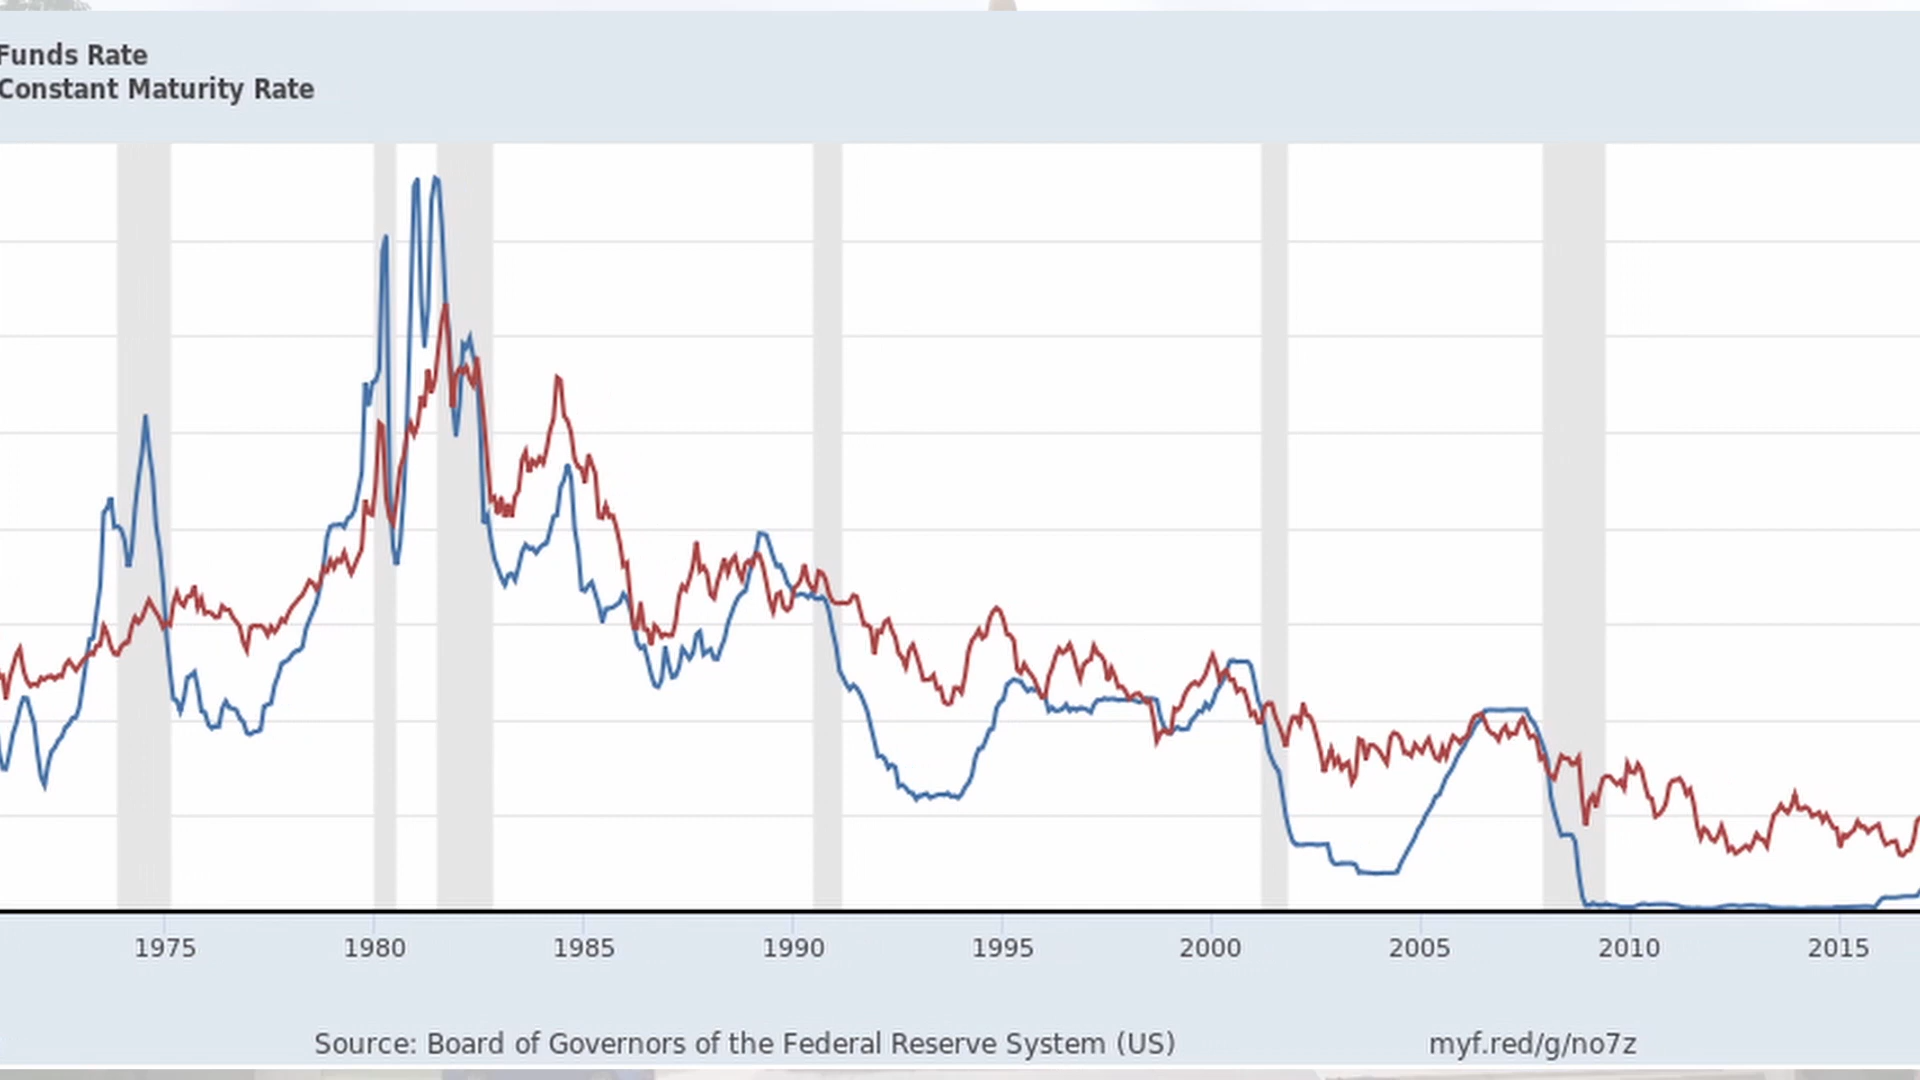 Funds Rate
Constant Maturity Rate
1975 1980 1985 1990 1995 2000 2005 2010 2015
Source: Board of Governors of the Federal Reserve System (US) myf.red/g/no7z